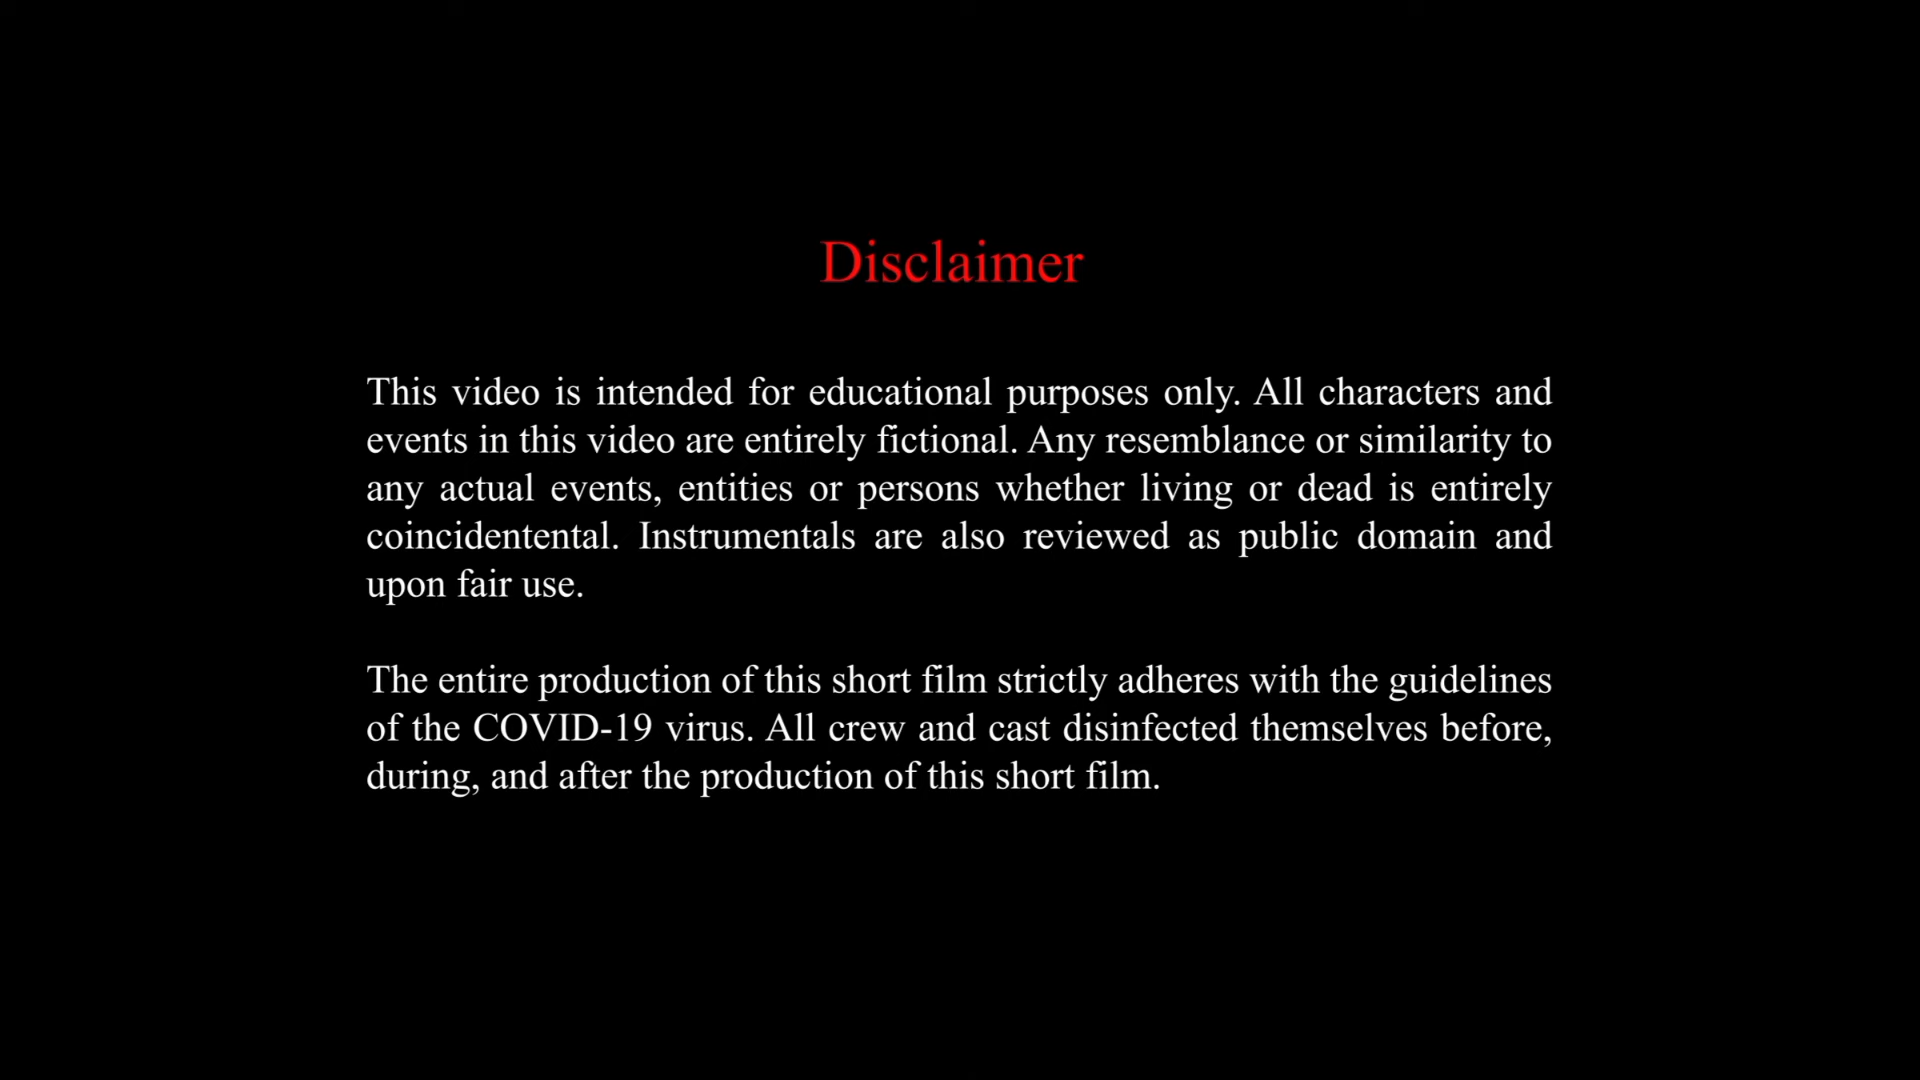 Disclaimer
This video is intended for educational purposes only. All characters and
events in this video are entirely fictional. Any resemblance or similarity to
any actual events, entities or persons whether living or dead is entirely
coincidentental. Instrumentals are also reviewed as public domain and
upon fair use.
The entire production of this short film strictly adheres with the guidelines
of the COVID-19 virus. All crew and cast disinfected themselves before,
during, and after the production of this short film.